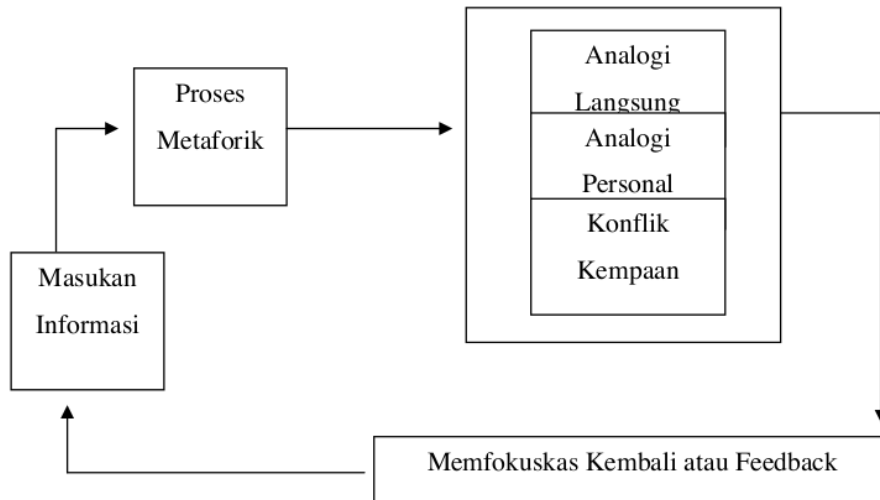 Analogi
Langsung
Proses
Metaforik
Analogi
Personal
Konflik
Kempaan
Masukan
Informasi
Memfokuskas Kembali atau Feedback